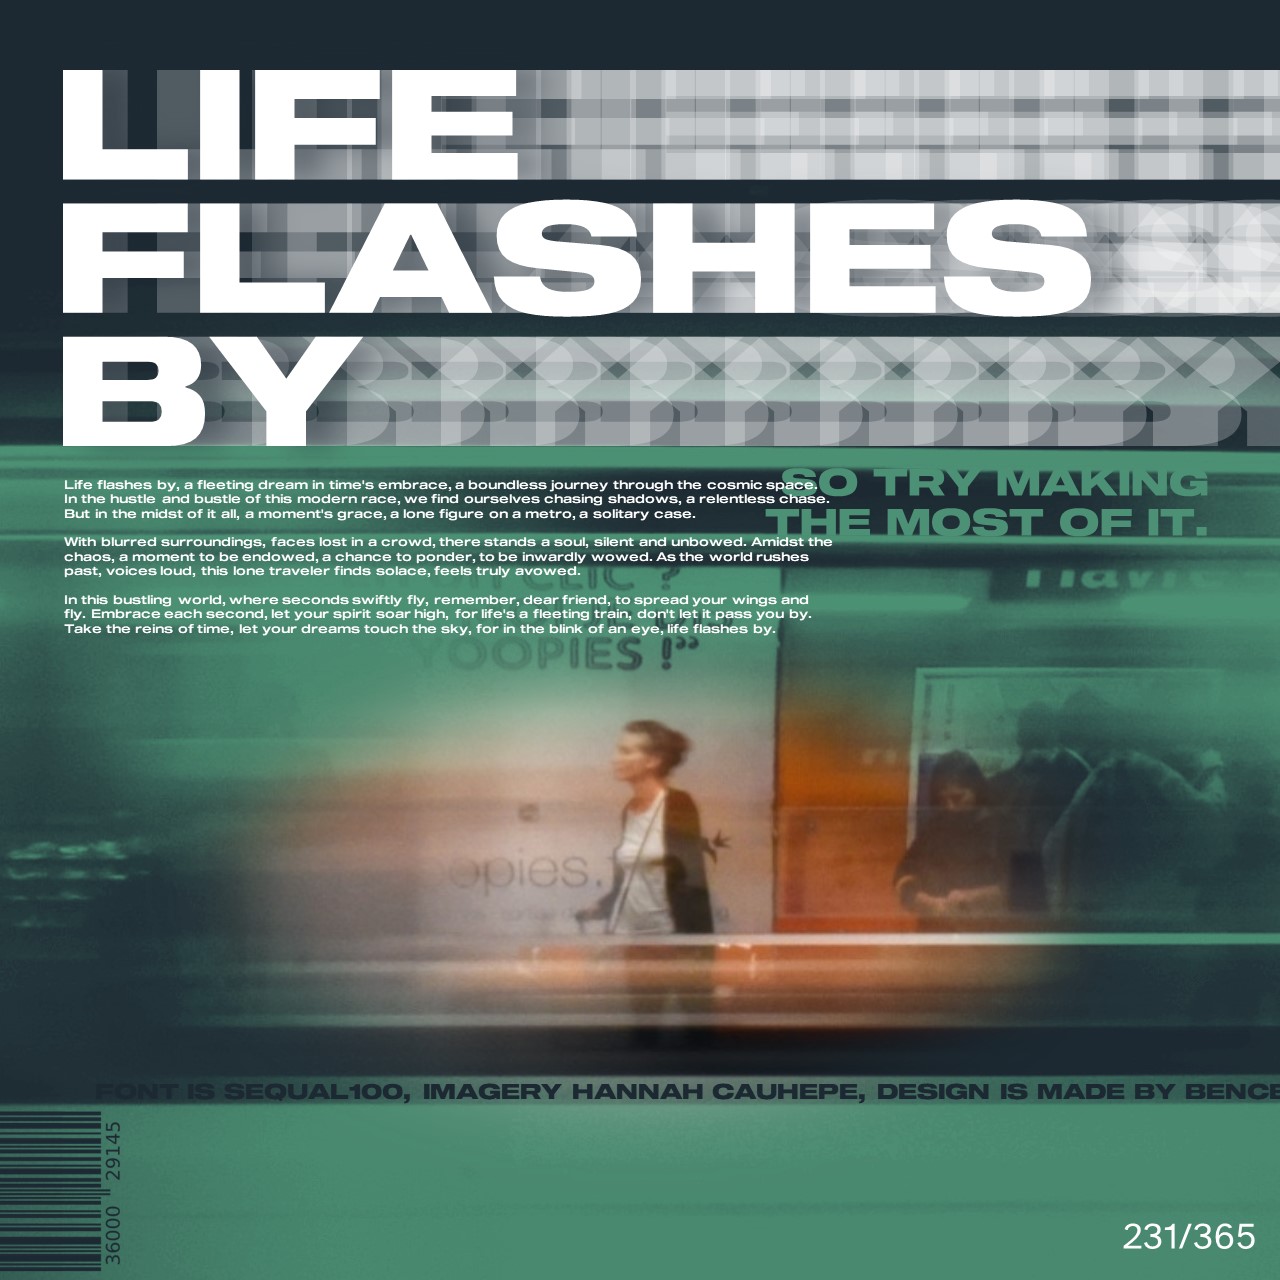 LIFE
FLASHES
BY
SO TRY MAKING
THE MOST OF IT.
Life flashes by, a fleeting dream in time's embrace, a boundless journey through the cosmic space.
In the hustle and bustle of this modern race, we find ourselves chasing shadows, a relentless chase.
But in the midst of it all, a moment's grace, a lone figure on a metro, a solitary case.
With blurred surroundings, faces lost in a crowd, there stands a soul, silent and unbowed. Amidst the
chaos, a moment to be endowed, a chance to ponder, to be inwardly wowed. As the world rushes
past, voices loud, this lone traveler finds solace, feels truly avowed.
In this bustling world, where seconds swiftly fly, remember, dear friend, to spread your wings and
fly. Embrace each second, let your spirit soar high, for life's a fleeting train, don't let it pass you by.
Take the reins of time, let your dreams touch the sky, for in the blink of an eye, life flashes by.
CLIC ?
YOOPIES !"
opies.
FONT IS SEQUAL100, IMAGERY HANNAH CAUHEPE, DESIGN IS MADE BY BENCE
36000 29145
231/365